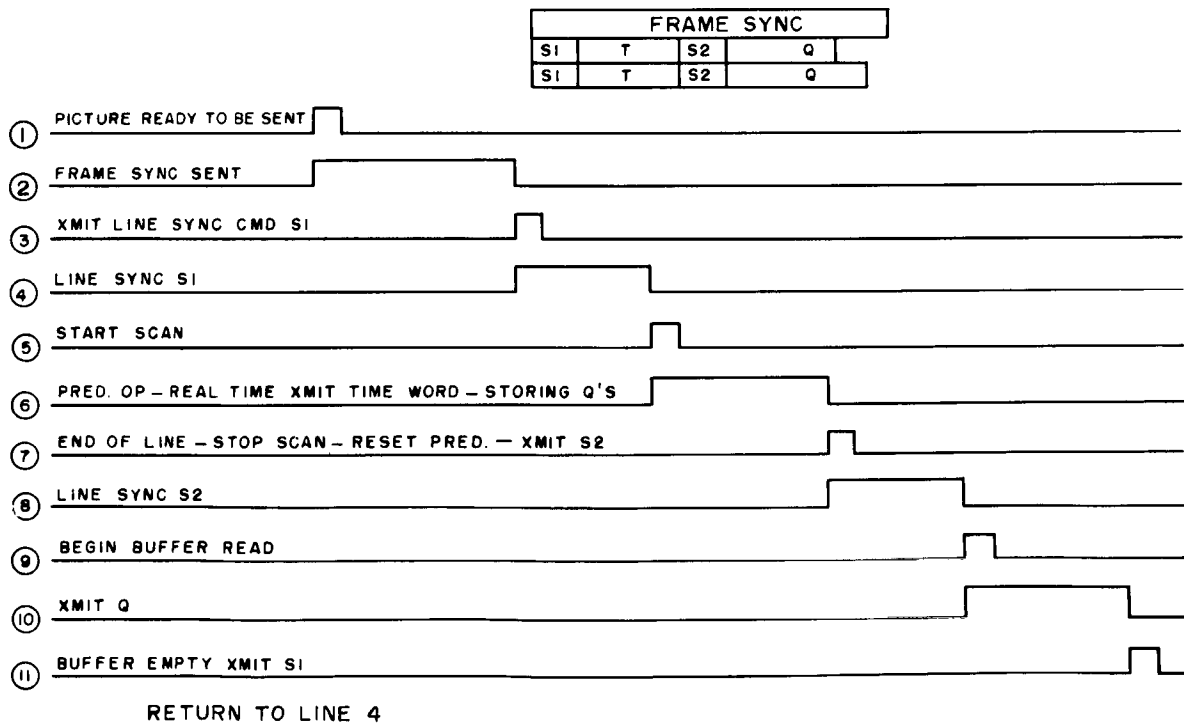 FRAME SYNC
S1 T S2 Q
S1 T S2 Q
1 PICTURE READY TO BE SENT
2 FRAME SYNC SENT
3 XMIT LINE SYNC CMD S1
4 LINE SYNC S1
5 START SCAN
6 PRED. OP – REAL TIME XMIT TIME WORD – STORING Q'S
7 END OF LINE – STOP SCAN – RESET PRED. – XMIT S2
8 LINE SYNC S2
9 BEGIN BUFFER READ
10 XMIT Q
11 BUFFER EMPTY XMIT S1
RETURN TO LINE 4